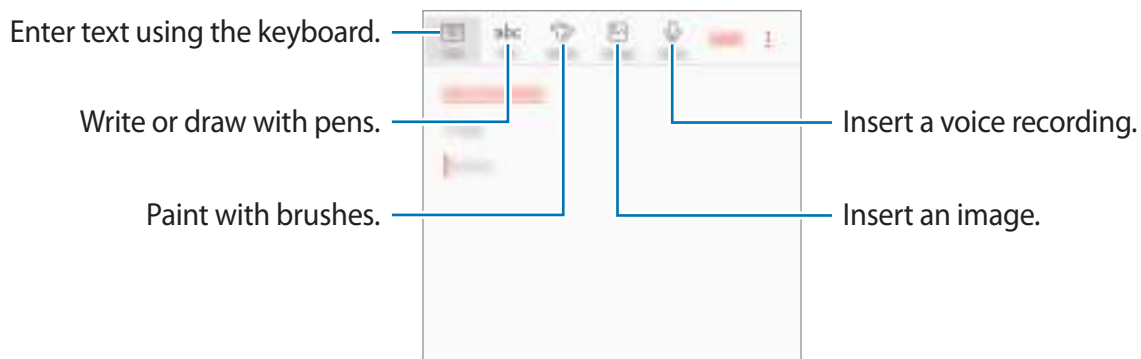 Enter text using the keyboard.
abc
Write or draw with pens.
Insert a voice recording.
Paint with brushes.
Insert an image.